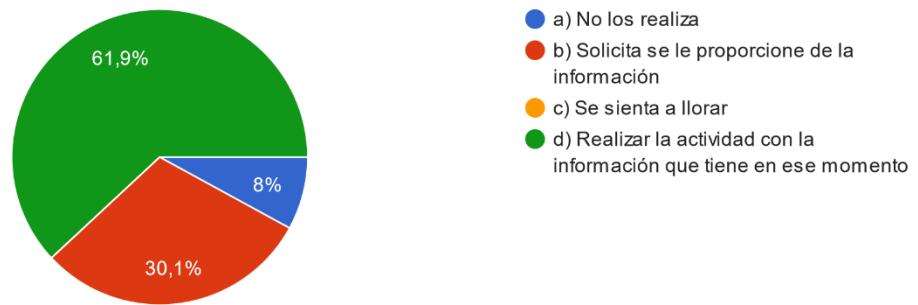 61,9%
8%
30,1%
a) No los realiza
b) Solicita se le proporcione de la
información
c) Se sienta a llorar
d) Realizar la actividad con la
información que tiene en ese momento